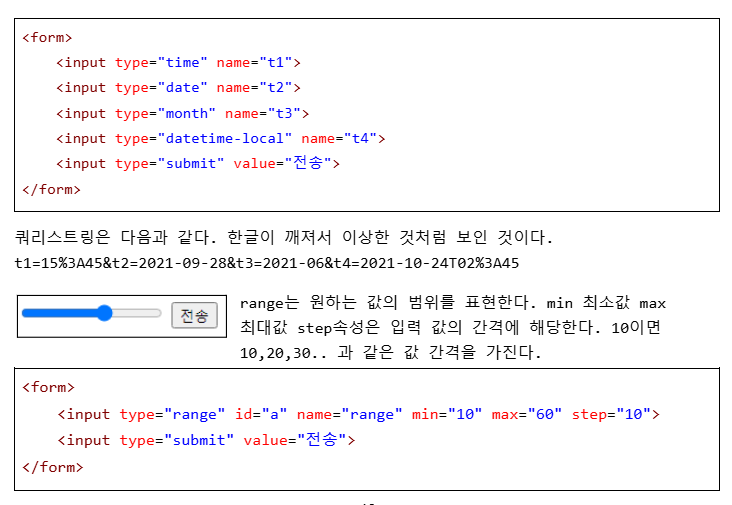 <form>
<input type="time" name="t1">
<input type="date" name="t2">
<input type="month" name="t3">
<input type="datetime-local" name="t4">
<input type="submit" value="전송">
</form>
쿼리스트링은 다음과 같다. 한글이 깨져서 이상한 것처럼 보인 것이다.
t1=15%3A45&t2=2021-09-28&t3=2021-06&t4=2021-10-24T02%3A45
전송
range는 원하는 값의 범위를 표현한다. min 최소값 max
최대값 step속성은 입력 값의 간격에 해당한다. 10이면
10,20,30.. 과 같은 값 간격을 가진다.
<form>
<input type="range" id="a" name="range" min="10" max="60" step="10">
<input type="submit" value="전송">
</form>